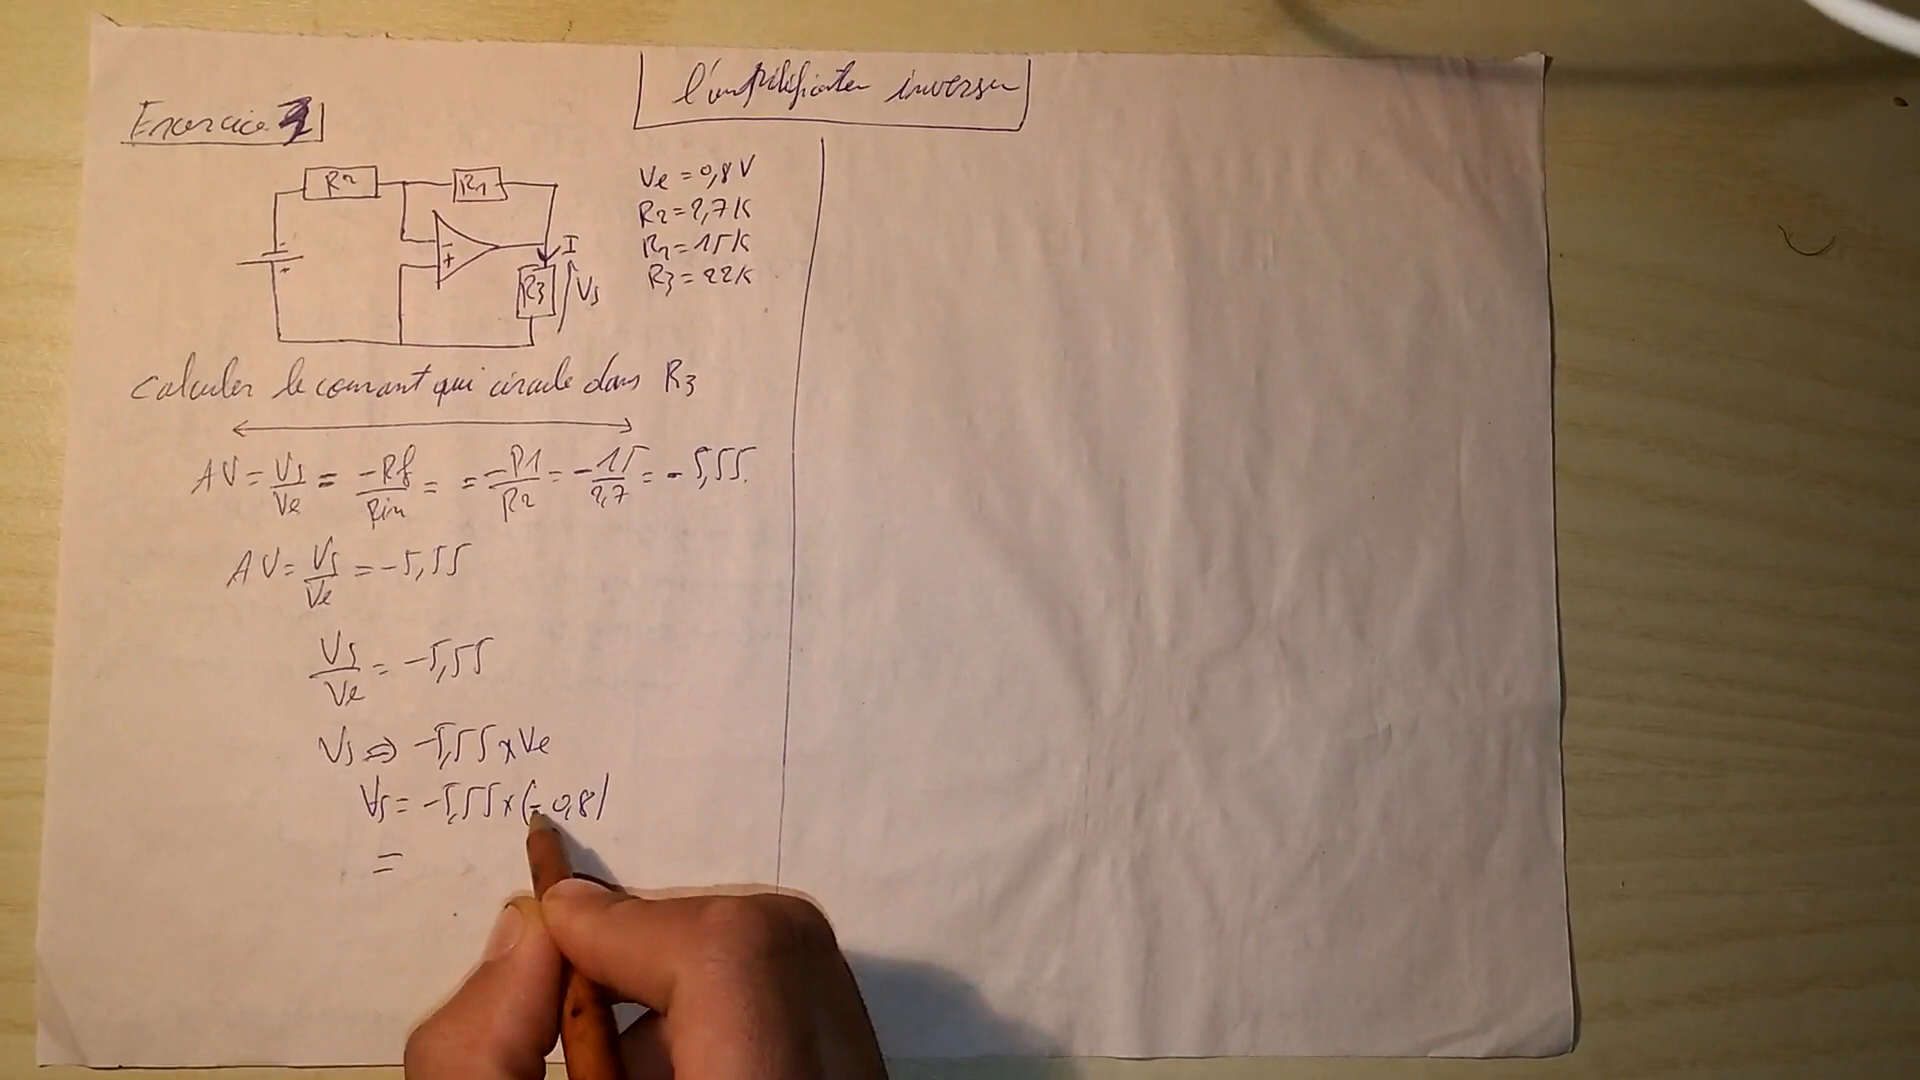 l'amplificateur inverseur
Exercice
R2
R1
-
+
-
+
I
R3
Vs
Ve = 0,8 V
R2 = 2,7 K
R1 = 15 K
R3 = 22 K
calculer le courant qui circule dans R3
AV = Vs/Ve = -Rf/Rin = = -R1/R2 = -15/2,7 = -5,55.
AV = Vs/Ve = -5,55
Vs/Ve = -5,55
Vs => -5,55 x Ve
Vs = -5,55 x (-0,8)
=